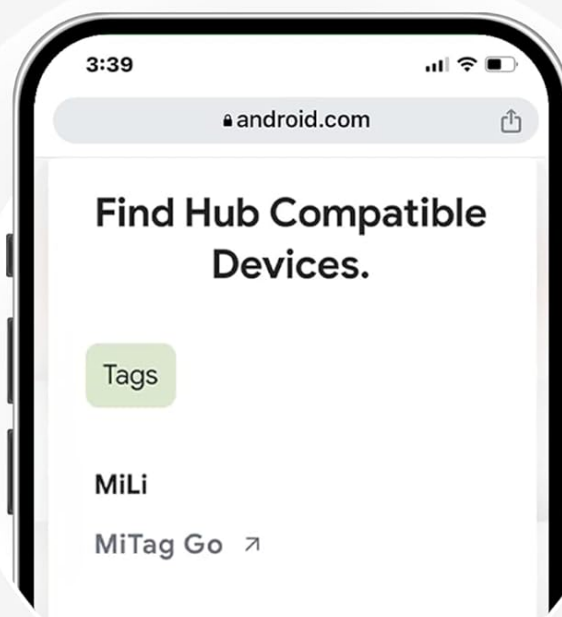 3:39
android.com
Find Hub Compatible
Devices.
Tags
MiLi
MiTag Go